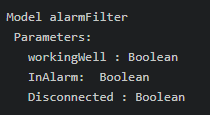 Model alarmFilter
Parameters:
workingWell : Boolean
InAlarm:  Boolean
Disconnected : Boolean